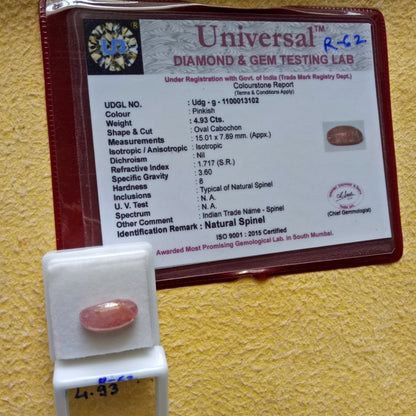 Universal™
R-62
DIAMOND & GEM TESTING LAB
Under Registration with Govt. of India (Trade Mark Registry Dept.)
Colourstone Report
(Terms & Conditions Apply)
UDGL NO. : Udg - g - 1100013102
Colour : Pinkish
Weight : 4.93 Cts.
Shape & Cut : Oval Cabochon
Measurements : 15.01 x 7.89 mm (Appx.)
Isotropic / Anisotropic : Isotropic
Dichroism : Nil
Refractive Index : 1.717 (S.R.)
Specific Gravity : 3.60
Hardness : 8
Inclusions : Typical of Natural Spinel
U. V. Test : N. A.
Spectrum : N. A.
Other Comment : Indian Trade Name - Spinel
Identification Remark : Natural Spinel
(Chief Gemmologist)
ISO 9001 : 2015 Certified
Awarded Most Promising Gemological Lab. in South Mumbai.
4.93